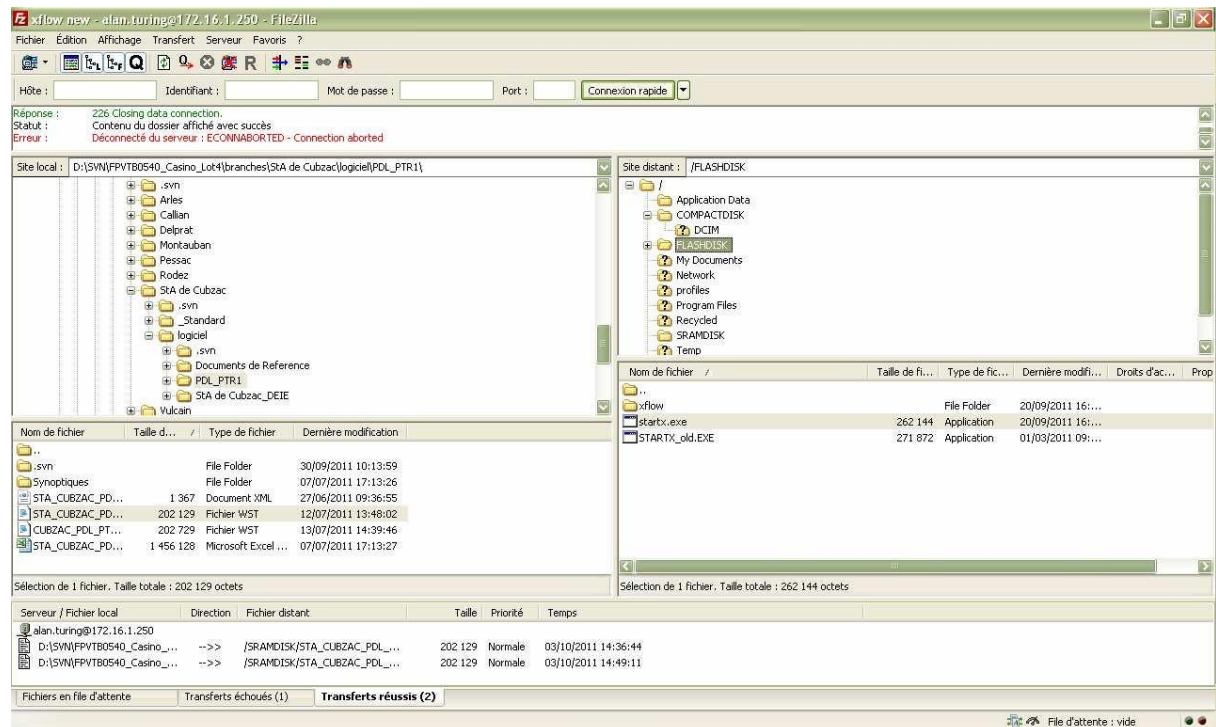 xflow new - alan.turing@172.16.1.250 - FileZilla
Fichier Édition Affichage Transfert Serveur Favoris ?
Hôte : Identifiant : Mot de passe : Port : Connexion rapide
Réponse : 226 Closing data connection.
Statut : Contenu du dossier affiché avec succès
Erreur : Déconnecté du serveur : ECONNABORTED - Connection aborted
Site local : D:\SVN\FPVTB0540_Casino_Lot4\branches\StA de Cubzac\logiciel\PDL_PTR1\
.svn
Arles
Callian
Delprat
Montauban
Pessac
Rodez
StA de Cubzac
.svn
_Standard
logiciel
.svn
Documents de Reference
PDL_PTR1
StA de Cubzac_DEIE
Vulcain
Nom de fichier Taille d... / Type de fichier Dernière modification
..
.svn File Folder 30/09/2011 10:13:59
Synoptiques File Folder 07/07/2011 17:13:26
STA_CUBZAC_PD... 1 367 Document XML 27/06/2011 09:36:55
STA_CUBZAC_PD... 202 129 Fichier WST 12/07/2011 13:48:02
CUBZAC_PDL_PT... 202 729 Fichier WST 13/07/2011 14:39:46
STA_CUBZAC_PD... 1 456 128 Microsoft Excel ... 07/07/2011 17:13:27
Sélection de 1 fichier. Taille totale : 202 129 octets
Site distant : /FLASHDISK
/
Application Data
COMPACTDISK
DCIM
FLASHDISK
My Documents
Network
profiles
Program Files
Recycled
SRAMDISK
Temp
Nom de fichier / Taille de fi... Type de fic... Dernière modifi... Droits d'ac... Prop
..
xflow File Folder 20/09/2011 16:...
startx.exe 262 144 Application 20/09/2011 16:...
STARTX_old.EXE 271 872 Application 01/03/2011 09:...
Sélection de 1 fichier. Taille totale : 262 144 octets
Serveur / Fichier local Direction Fichier distant Taille Priorité Temps
alan.turing@172.16.1.250
D:\SVN\FPVTB0540_Casino_... -->> /SRAMDISK/STA_CUBZAC_PDL_... 202 129 Normale 03/10/2011 14:36:44
D:\SVN\FPVTB0540_Casino_... -->> /SRAMDISK/STA_CUBZAC_PDL_... 202 129 Normale 03/10/2011 14:49:11
Fichiers en file d'attente Transferts échoués (1) Transferts réussis (2)
File d'attente : vide